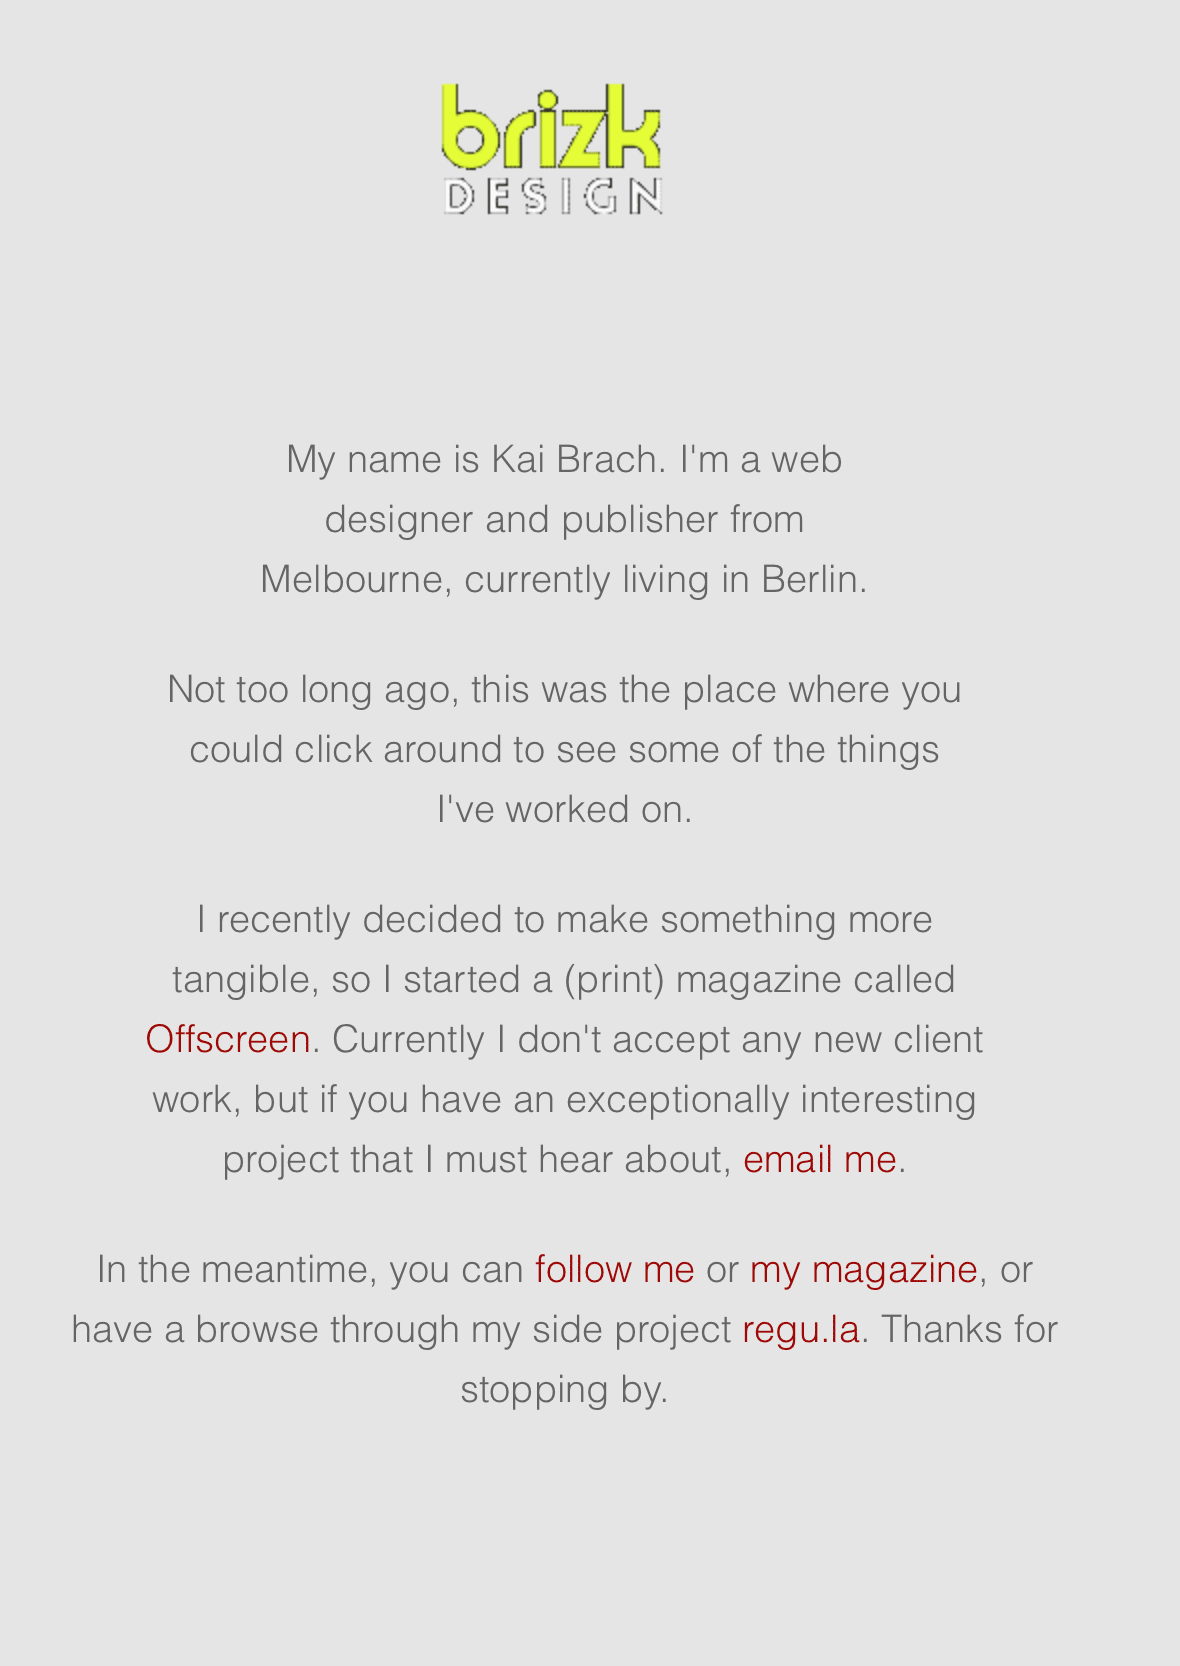 brizk
DESIGN
My name is Kai Brach. I'm a web
designer and publisher from
Melbourne, currently living in Berlin.
Not too long ago, this was the place where you
could click around to see some of the things
I've worked on.
I recently decided to make something more
tangible, so I started a (print) magazine called
Offscreen. Currently I don't accept any new client
work, but if you have an exceptionally interesting
project that I must hear about, email me.
In the meantime, you can follow me or my magazine, or
have a browse through my side project regu.la. Thanks for
stopping by.